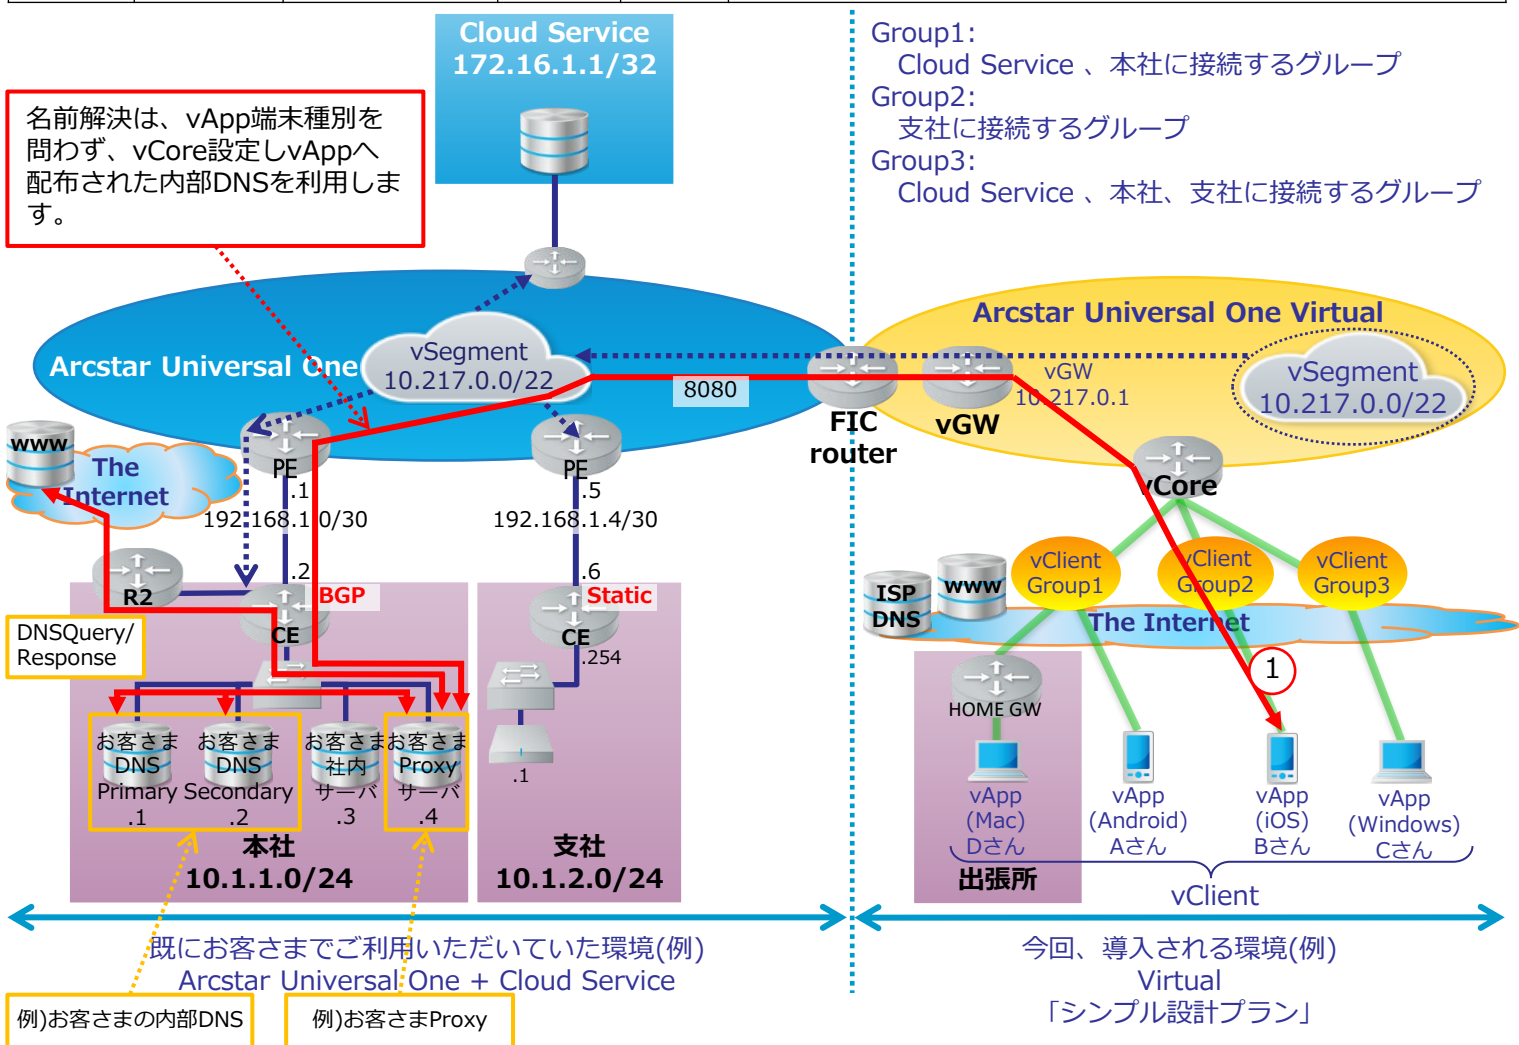 Cloud Service
172.16.1.1/32
Group1:
Cloud Service 、本社に接続するグループ
Group2:
支社に接続するグループ
Group3:
Cloud Service 、本社、支社に接続するグループ
名前解決は、vApp端末種別を
問わず、vCore設定しvAppへ
配布された内部DNSを利用しま
す。
Arcstar Universal One
vSegment
10.217.0.0/22
8080
Arcstar Universal One Virtual
vGW
10.217.0.1
vSegment
10.217.0.0/22
FIC
router
vGW
vCore
www
The
Internet
PE
.1
192.168.1.0/30
.2
PE
.5
192.168.1.4/30
.6
R2
BGP
CE
Static
CE
.254
DNSQuery/
Response
vClient
Group1
vClient
Group2
vClient
Group3
ISP
DNS
www
The Internet
1
HOME GW
お客さま
DNS
Primary
.1
お客さま
DNS
Secondary
.2
お客さま
社内
サーバ
.3
お客さま
Proxy
サーバ
.4
.1
本社
10.1.1.0/24
支社
10.1.2.0/24
vApp
(Mac)
Dさん
vApp
(Android)
Aさん
vApp
(iOS)
Bさん
vApp
(Windows)
Cさん
出張所
vClient
既にお客さまでご利用いただいていた環境(例)
Arcstar Universal One + Cloud Service
今回、導入される環境(例)
Virtual
「シンプル設計プラン」
例)お客さまの内部DNS
例)お客さまProxy